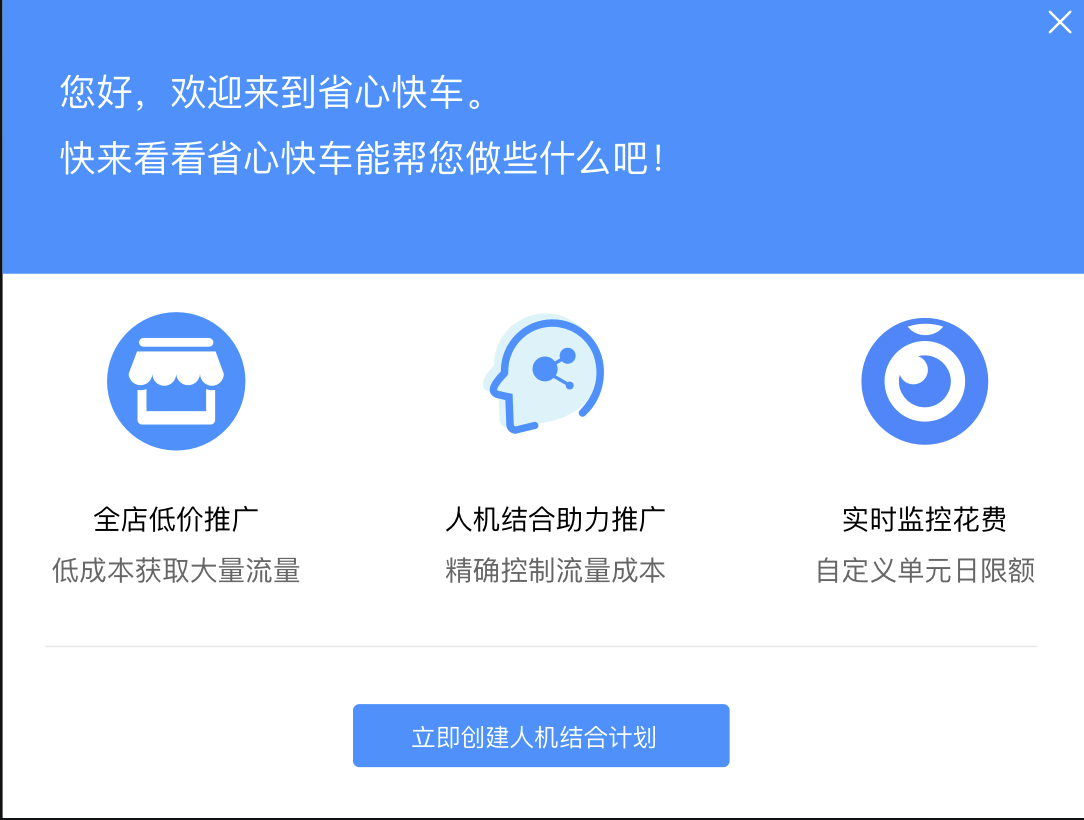 您好，欢迎来到省心快车。
快来看看省心快车能帮您做些什么吧！
全店低价推广
低成本获取大量流量
人机结合助力推广
精确控制流量成本
实时监控花费
自定义单元日限额
立即创建人机结合计划